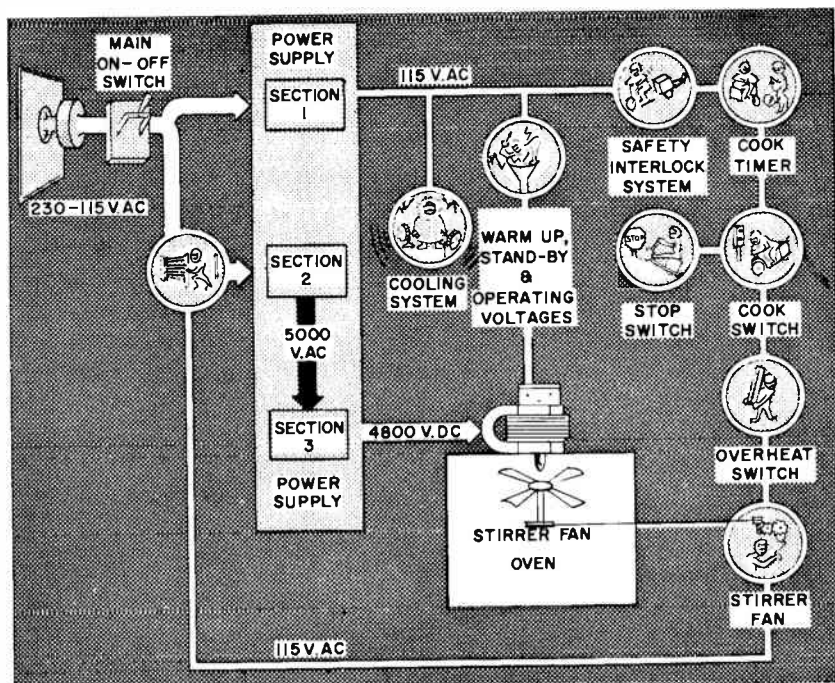 MAIN
ON-OFF
SWITCH
230-115 V. AC
POWER
SUPPLY
SECTION
1
SECTION
2
5000
V. AC
SECTION
3
POWER
SUPPLY
115 V. AC
COOLING
SYSTEM
WARM UP,
STAND-BY
&
OPERATING
VOLTAGES
SAFETY
INTERLOCK
SYSTEM
COOK
TIMER
STOP
STOP
SWITCH
COOK
SWITCH
OVERHEAT
SWITCH
4800 V. DC
STIRRER FAN
OVEN
STIRRER
FAN
115 V. AC